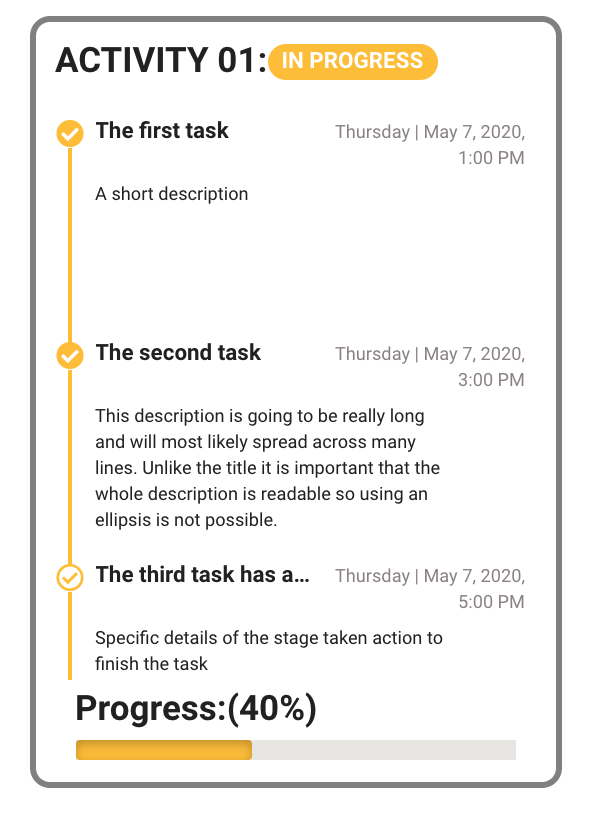 ACTIVITY 01: IN PROGRESS
The first task
Thursday | May 7, 2020,
1:00 PM
A short description
The second task
Thursday | May 7, 2020,
3:00 PM
This description is going to be really long
and will most likely spread across many
lines. Unlike the title it is important that the
whole description is readable so using an
ellipsis is not possible.
The third task has a...
Thursday | May 7, 2020,
5:00 PM
Specific details of the stage taken action to
finish the task
Progress:(40%)